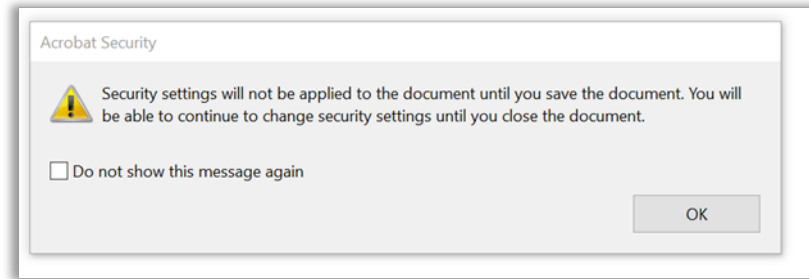 Acrobat Security
Security settings will not be applied to the document until you save the document. You will
be able to continue to change security settings until you close the document.
Do not show this message again
OK